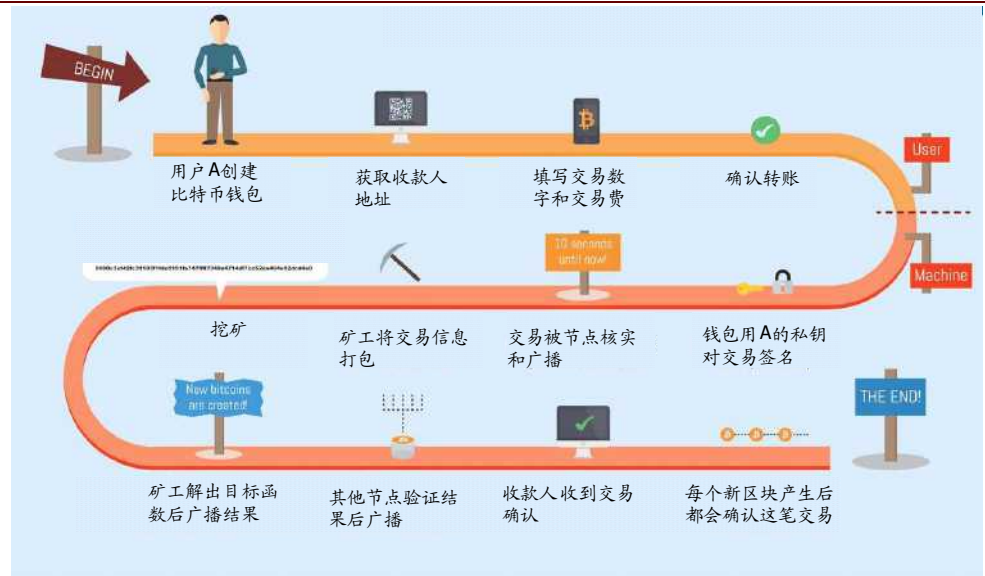 BEGIN
用户A创建
比特币钱包
获取收款人
地址
填写交易数
字和交易费
确认转账
User
Machine
钱包用A的私钥
对交易签名
10 seconds
until now!
交易被节点核实
和广播
矿工将交易信息
打包
挖矿
New bitcoins
are created!
矿工解出目标函
数后广播结果
其他节点验证结
果后广播
收款人收到交易
确认
每个新区块产生后
都会确认这笔交易
THE END!